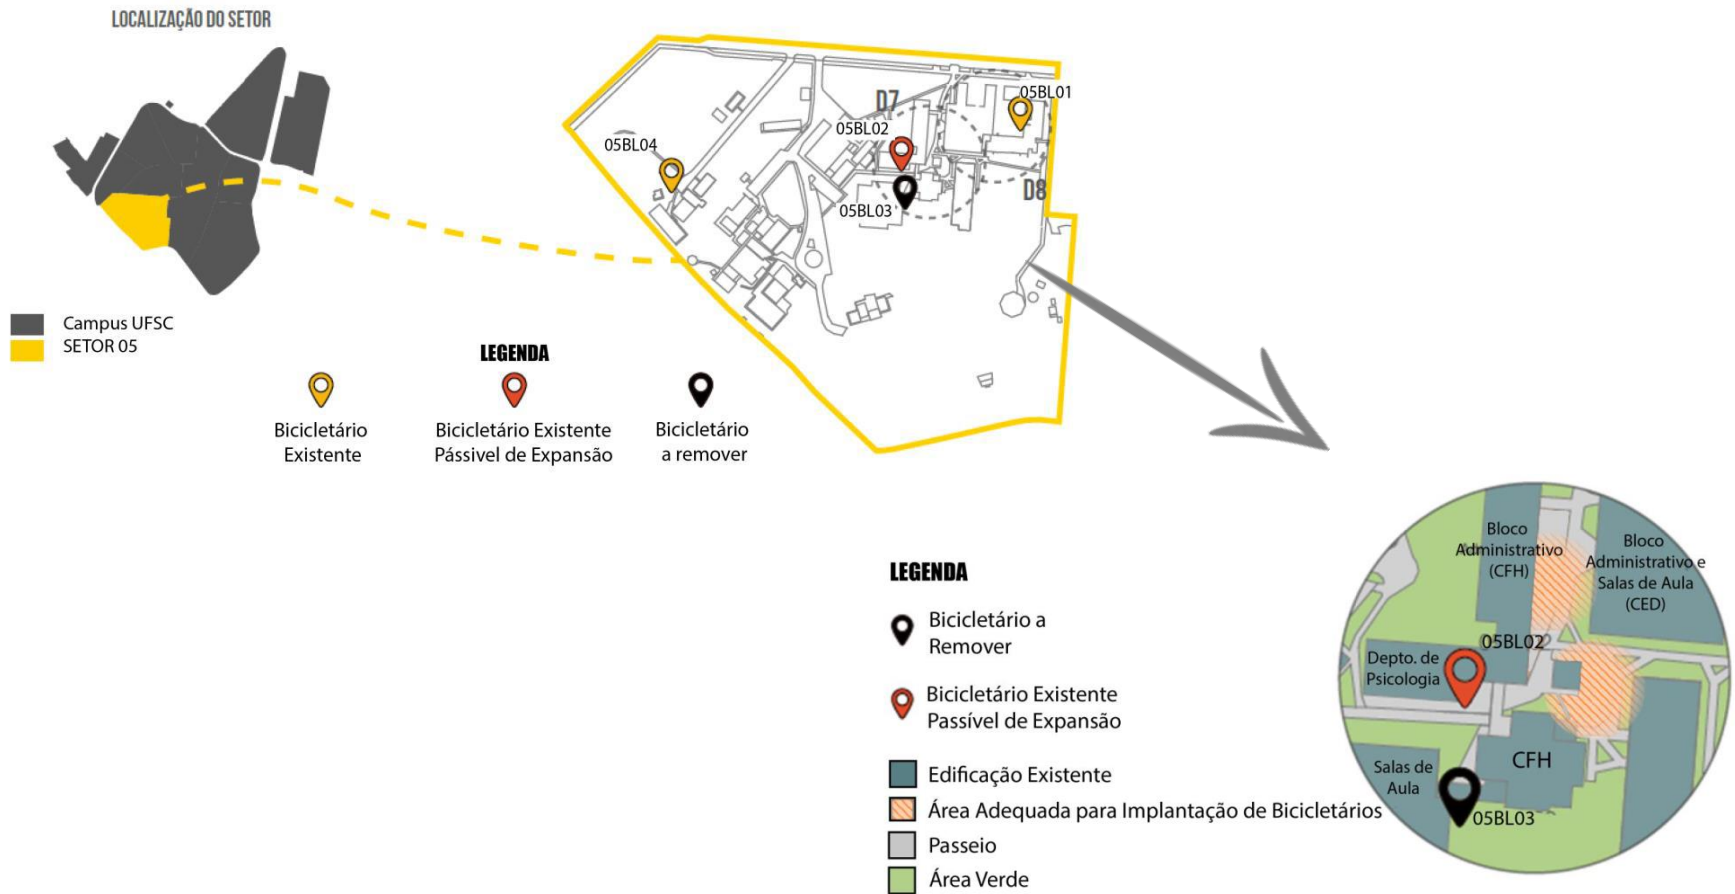 LOCALIZAÇÃO DO SETOR
Campus UFSC
SETOR 05
05BL01
D7
05BL02
05BL04
D8
05BL03
LEGENDA
Bicicletário
Existente
Bicicletário Existente
Pássivel de Expansão
Bicicletário
a remover
LEGENDA
Bicicletário a
Remover
Bicicletário Existente
Passível de Expansão
Edificação Existente
Área Adequada para Implantação de Bicicletários
Passeio
Área Verde
Bloco
Administrativo
(CFH)
Bloco
Administrativo e
Salas de Aula
(CED)
05BL02
Depto. de
Psicologia
CFH
Salas de
Aula
05BL03